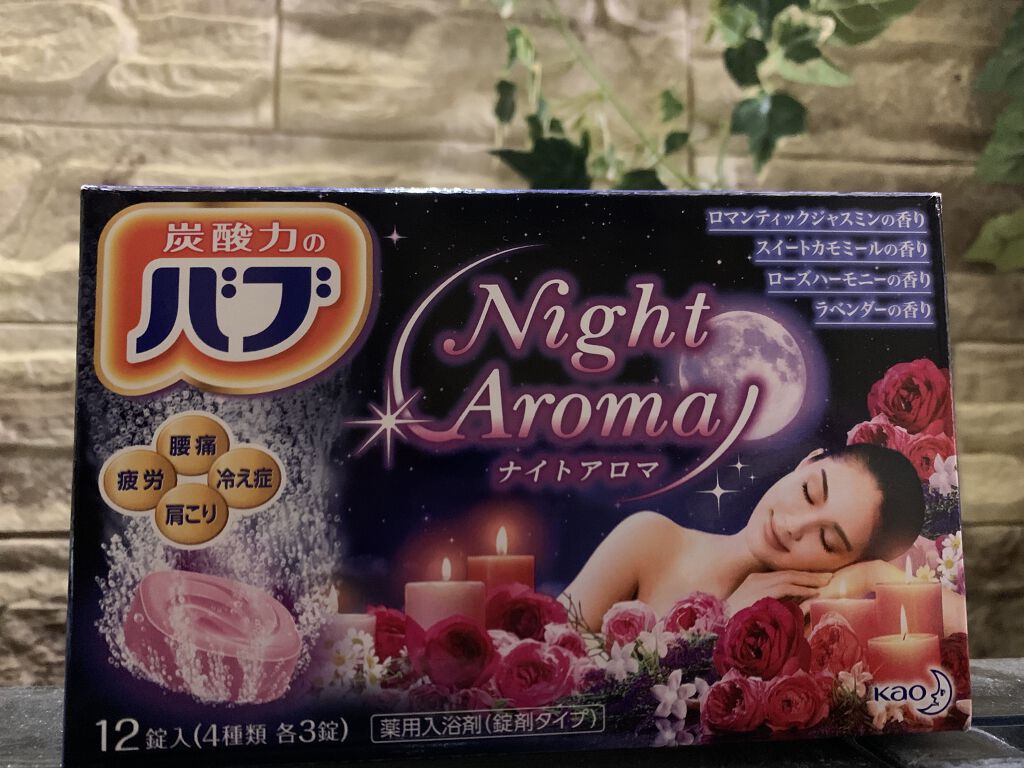 炭酸力の
バブ
Night
Aroma
ナイトアロマ
ロマンティックジャスミンの香り
スイートカモミールの香り
ローズハーモニーの香り
ラベンダーの香り
腰痛
疲労
冷え症
肩こり
12錠入(4種類 各3錠)
薬用入浴剤(錠剤タイプ)
Kao